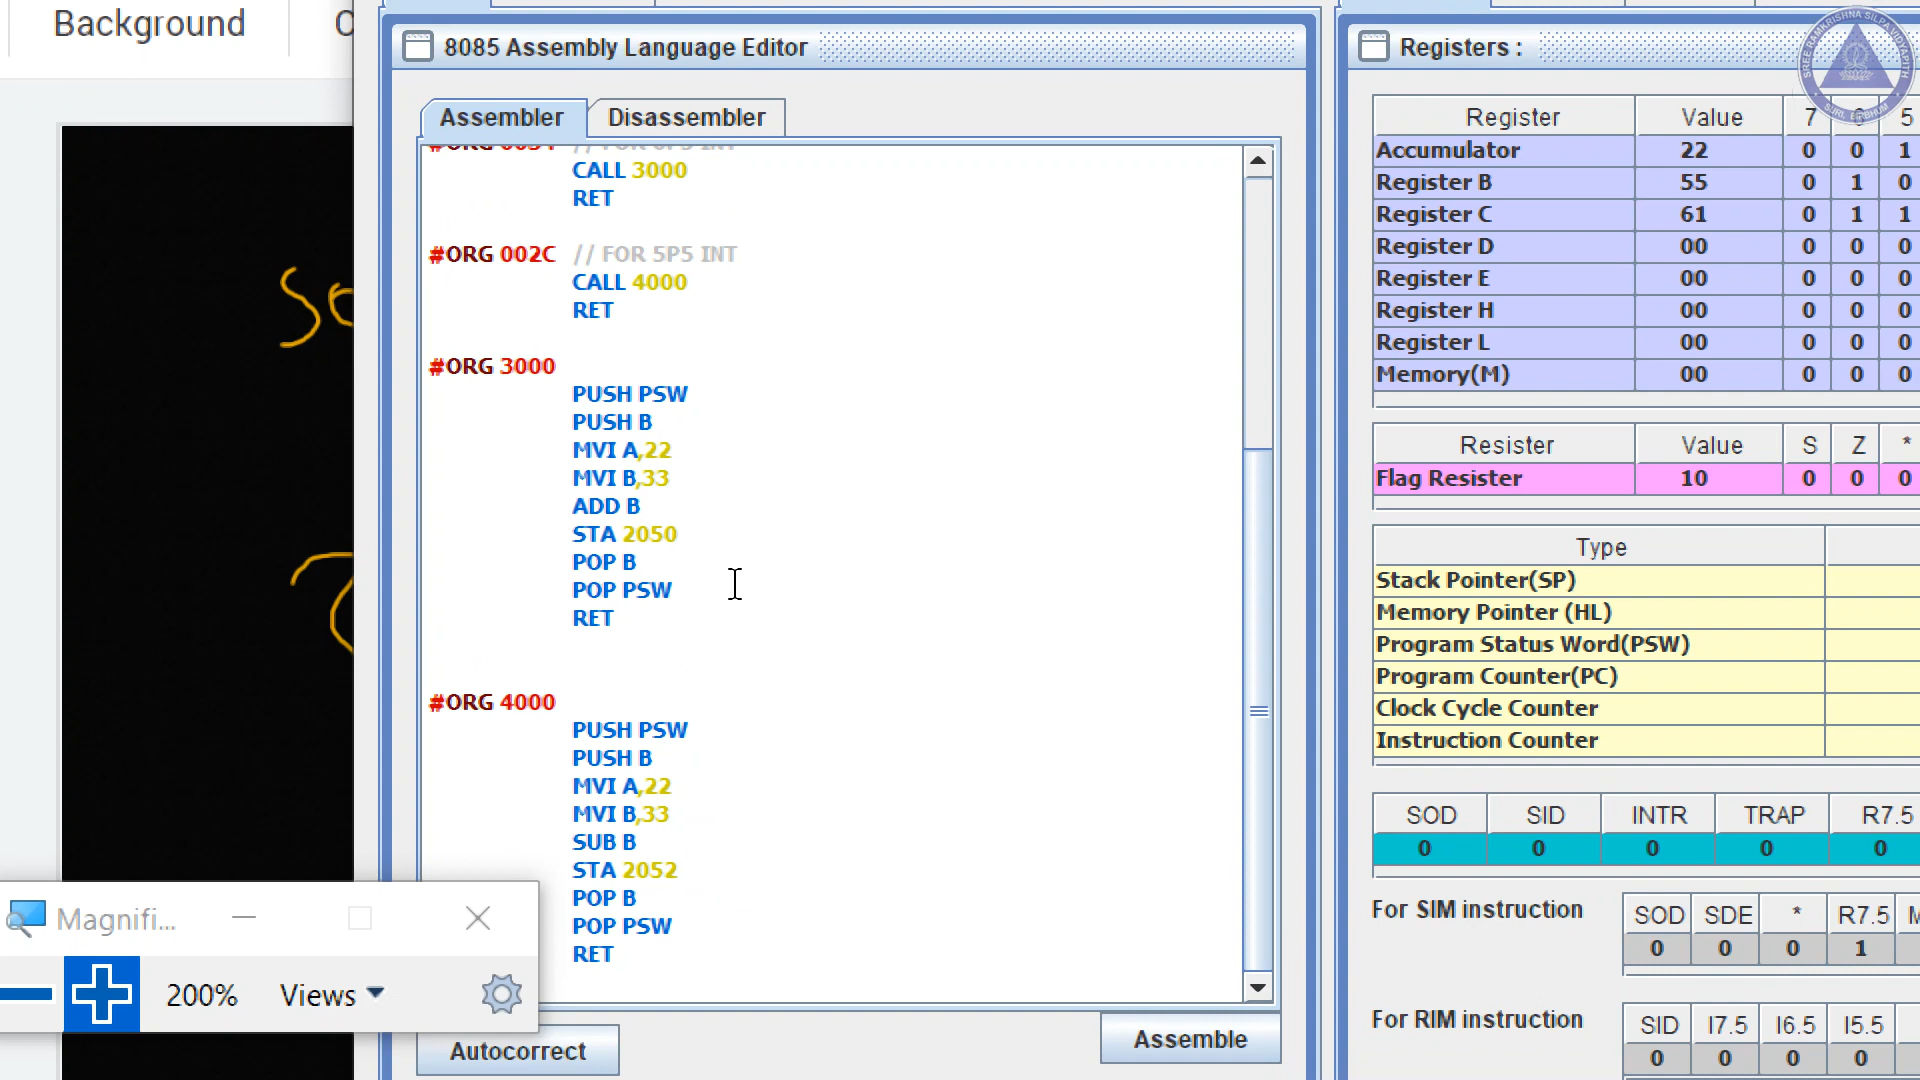 Background
8085 Assembly Language Editor
Assembler
Disassembler
CALL 3000
RET
#ORG 002C // FOR 5P5 INT
CALL 4000
RET
#ORG 3000
PUSH PSW
PUSH B
MVI A,22
MVI B,33
ADD B
STA 2050
POP B
POP PSW
RET
#ORG 4000
PUSH PSW
PUSH B
MVI A,22
MVI B,33
SUB B
STA 2052
POP B
POP PSW
RET
Autocorrect
Assemble
Magnifi...
200%
Views
Registers :
Register Value 7 6 5
Accumulator 22 0 0 1
Register B 55 0 1 0
Register C 61 0 1 1
Register D 00 0 0 0
Register E 00 0 0 0
Register H 00 0 0 0
Register L 00 0 0 0
Memory(M) 00 0 0 0
Resister Value S Z *
Flag Resister 10 0 0 0
Type
Stack Pointer(SP)
Memory Pointer (HL)
Program Status Word(PSW)
Program Counter(PC)
Clock Cycle Counter
Instruction Counter
SOD SID INTR TRAP R7.5
0 0 0 0 0
For SIM instruction
SOD SDE * R7.5 M
0 0 0 1
For RIM instruction
SID I7.5 I6.5 I5.5
0 0 0 0
SREE RAMKRISHNA SILPA VIDYAPITH
SURI, BIRBHUM